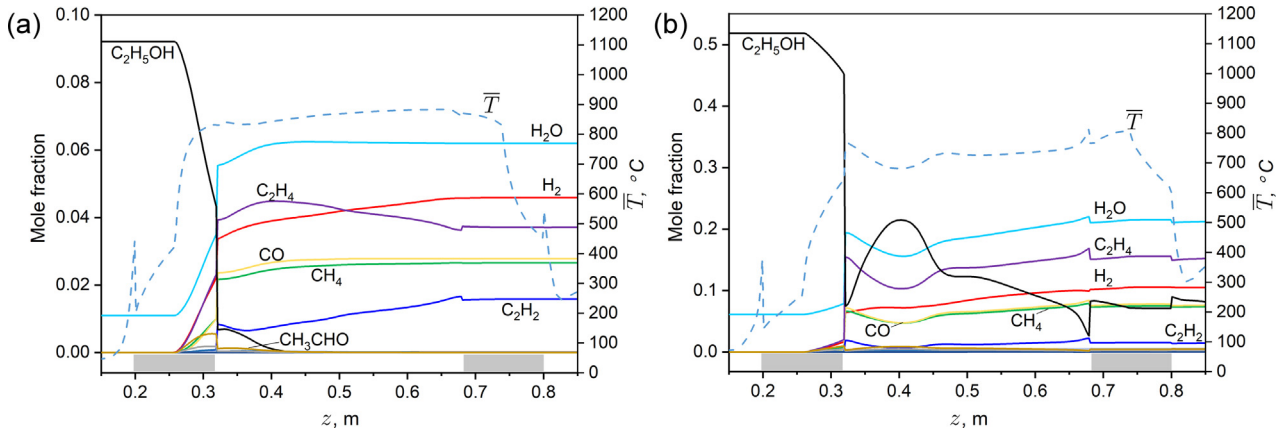 (a)
0.10
0.08
0.06
0.04
0.02
0.00
Mole fraction
C₂H₅OH
T̅
H₂O
C₂H₄
H₂
CO
CH₄
C₂H₂
CH₃CHO
1200
1100
1000
900
800
700
600
500
400
300
200
100
0
T̅, °C
0.2
0.3
0.4
0.5
0.6
0.7
0.8
z, m
(b)
0.5
0.4
0.3
0.2
0.1
0.0
Mole fraction
C₂H₅OH
T̅
H₂O
C₂H₄
H₂
CO
CH₄
C₂H₂
1200
1100
1000
900
800
700
600
500
400
300
200
100
0
T̅, °C
0.2
0.3
0.4
0.5
0.6
0.7
0.8
z, m